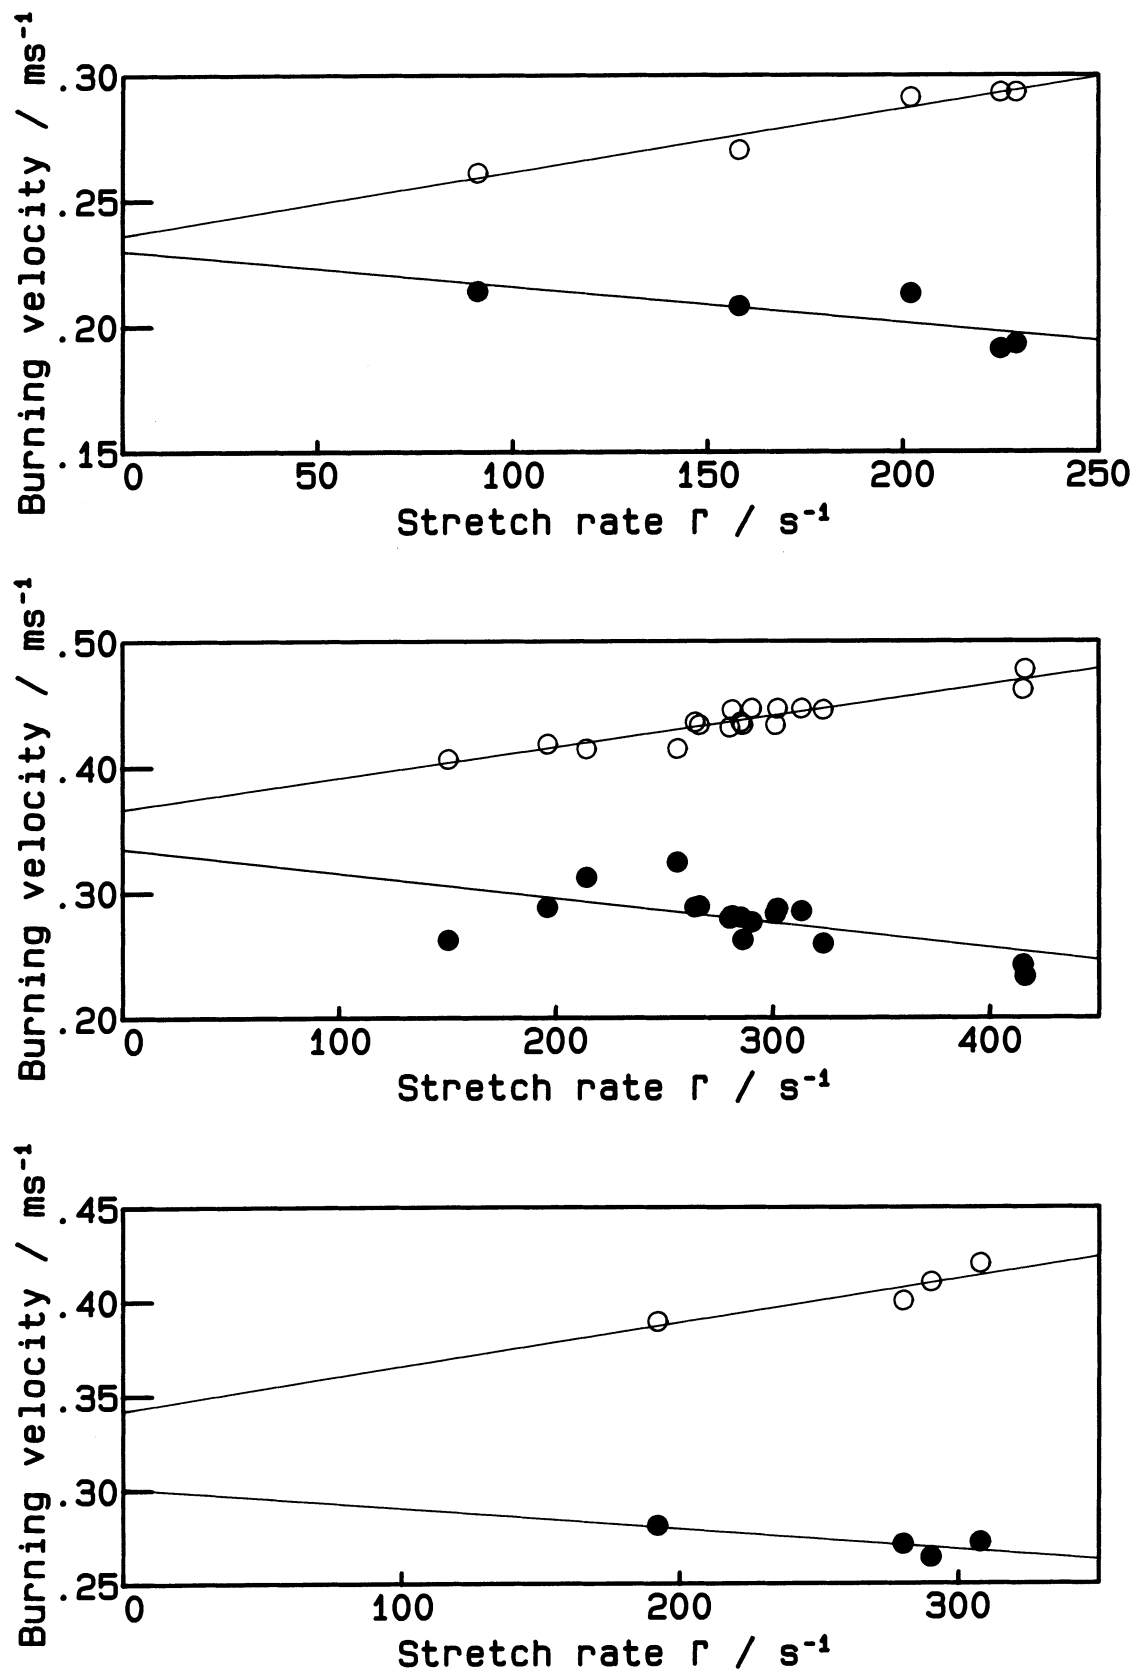 Burning velocity / ms⁻¹
.30
.25
.20
.15
0 50 100 150 200 250
Stretch rate Γ / s⁻¹
Burning velocity / ms⁻¹
.50
.40
.30
.20
0 100 200 300 400
Stretch rate Γ / s⁻¹
Burning velocity / ms⁻¹
.45
.40
.35
.30
.25
0 100 200 300
Stretch rate Γ / s⁻¹